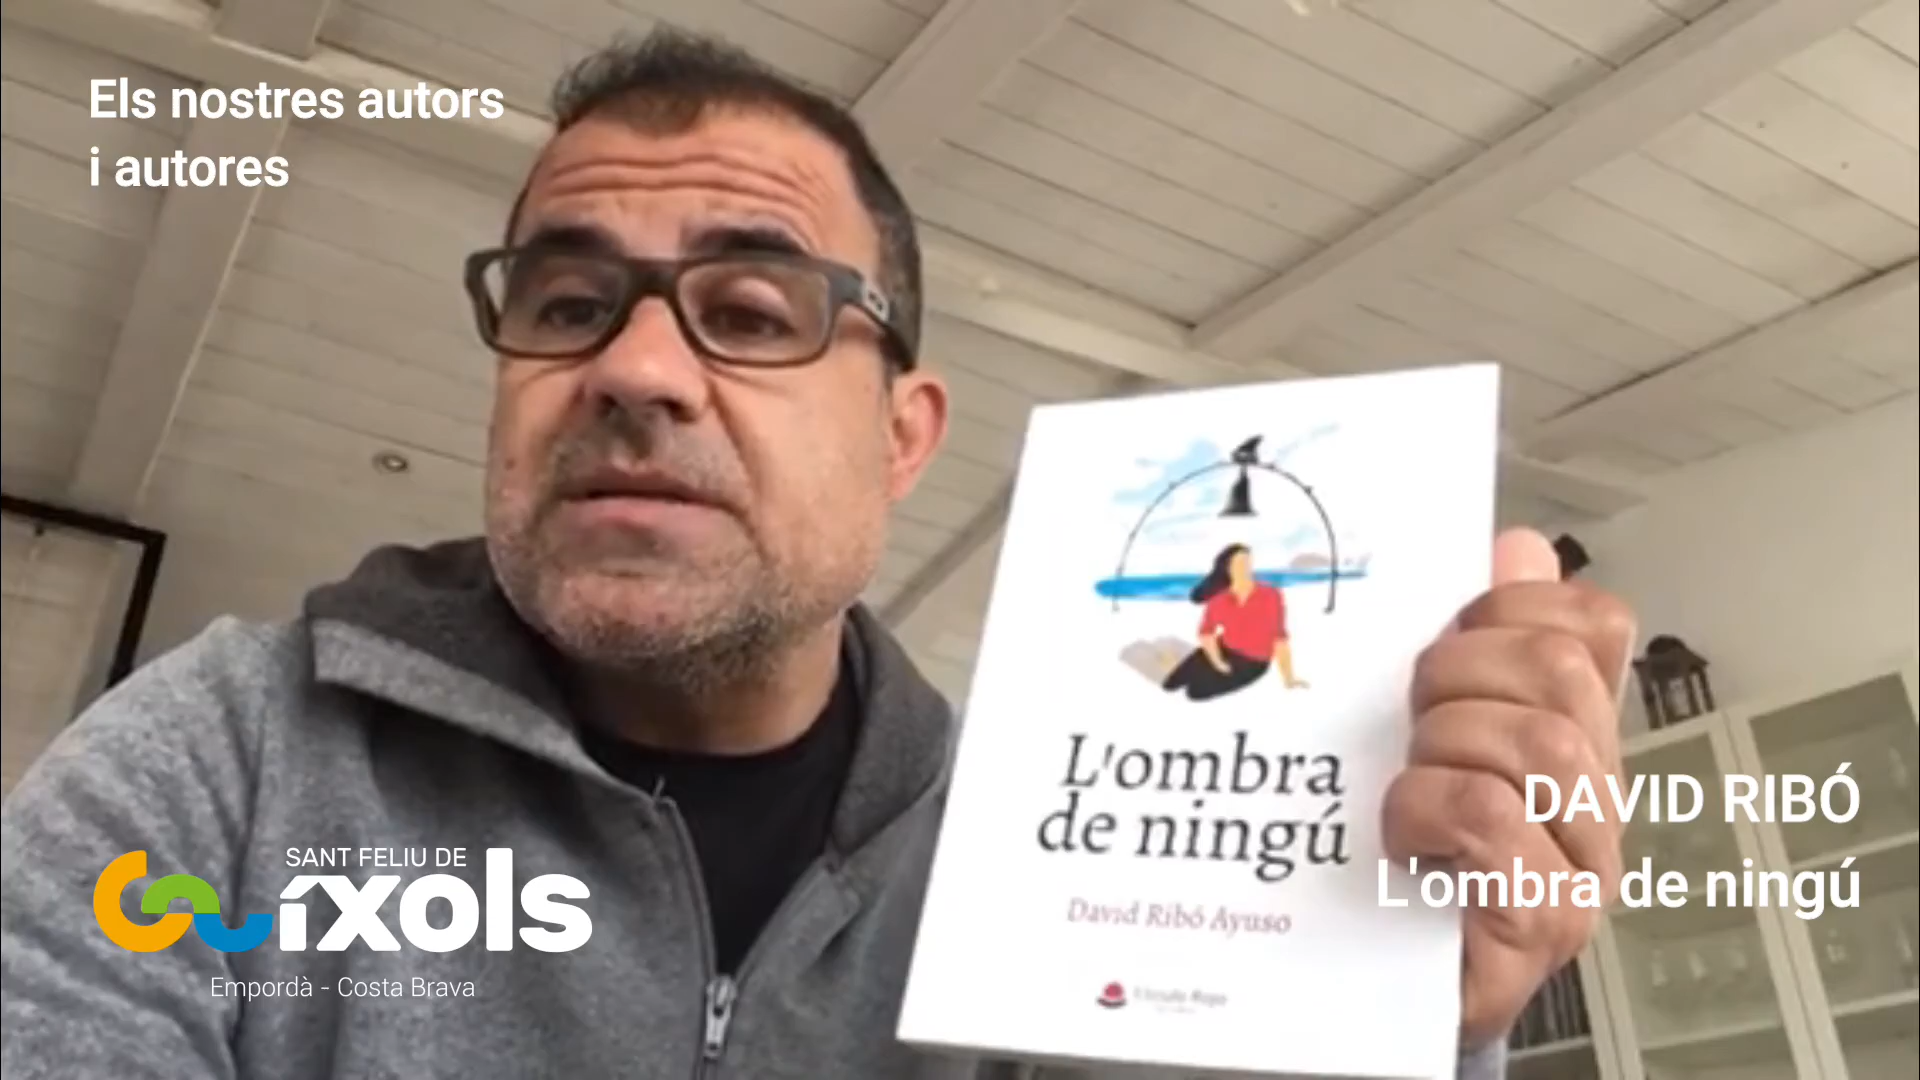 Els nostres autors
i autores
L'ombra
de ningú
David Ribó Ayuso
DAVID RIBÓ
L'ombra de ningú
SANT FELIU DE
Guíxols
Empordà - Costa Brava